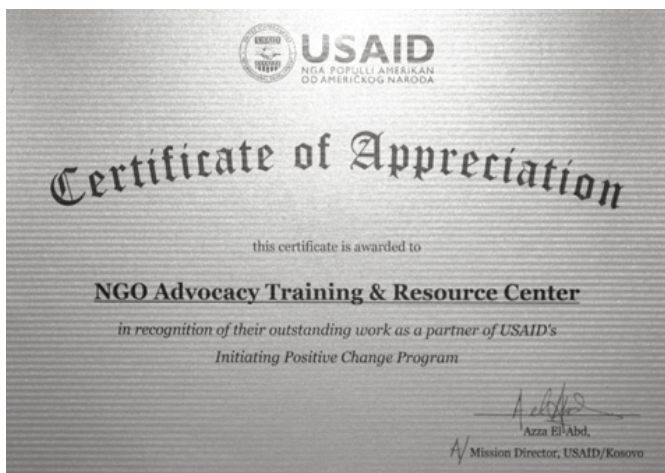 USAID
USAID
NGA POPULLI AMERIKAN
OD AMERIČKOG NARODA
Certificate of Appreciation
this certificate is awarded to
NGO Advocacy Training & Resource Center
in recognition of their outstanding work as a partner of USAID's
Initiating Positive Change Program
Azza El-Abd,
A/ Mission Director, USAID/Kosovo